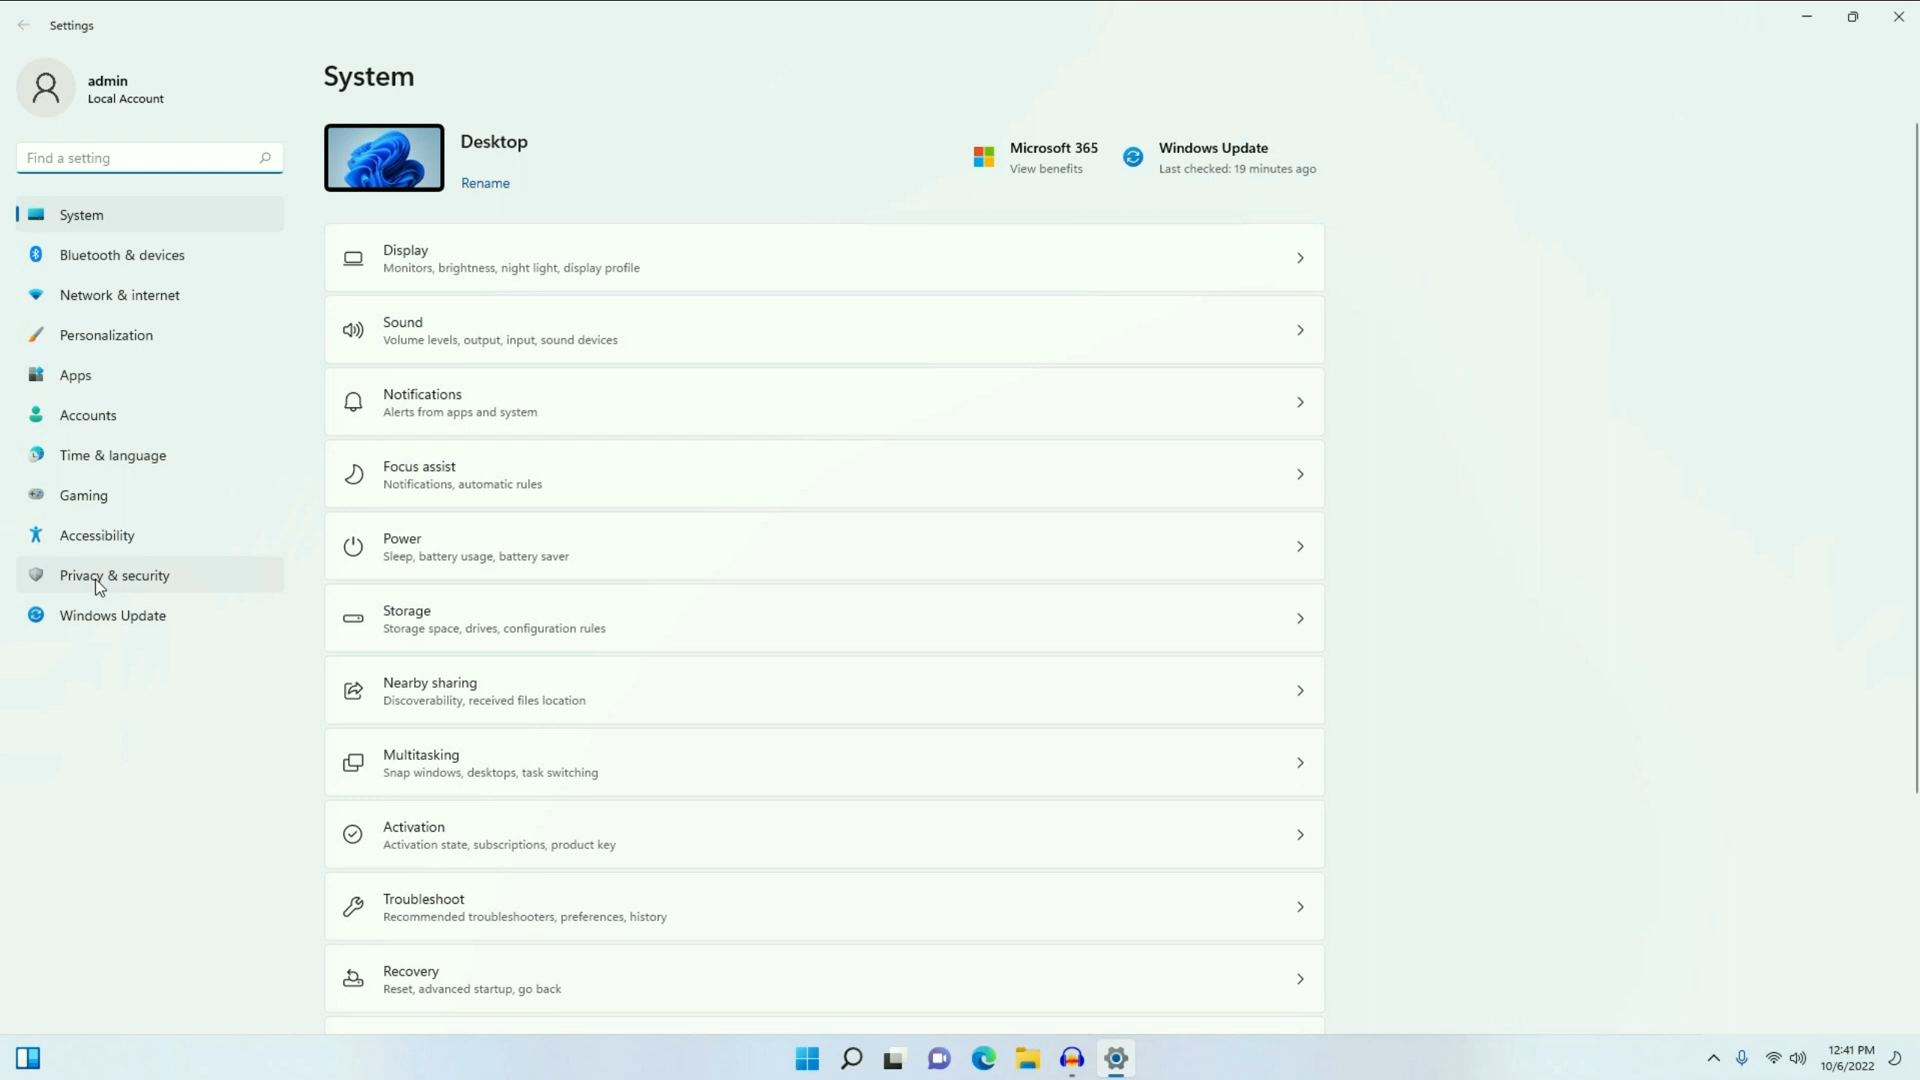 Settings
admin
Local Account
Find a setting
System
Bluetooth & devices
Network & internet
Personalization
Apps
Accounts
Time & language
Gaming
Accessibility
Privacy & security
Windows Update
System
Desktop
Rename
Microsoft 365
View benefits
Windows Update
Last checked: 19 minutes ago
Display
Monitors, brightness, night light, display profile
Sound
Volume levels, output, input, sound devices
Notifications
Alerts from apps and system
Focus assist
Notifications, automatic rules
Power
Sleep, battery usage, battery saver
Storage
Storage space, drives, configuration rules
Nearby sharing
Discoverability, received files location
Multitasking
Snap windows, desktops, task switching
Activation
Activation state, subscriptions, product key
Troubleshoot
Recommended troubleshooters, preferences, history
Recovery
Reset, advanced startup, go back
12:41 PM
10/6/2022